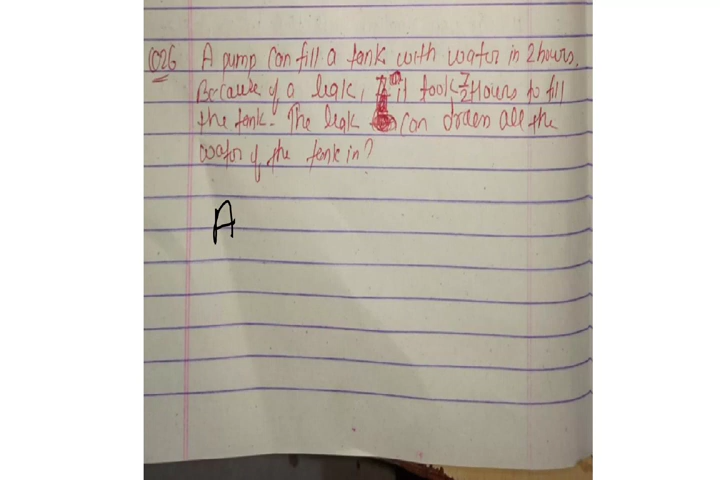 Q26 A pump can fill a tank with water in 2 hours.
Because of a leak, it took 7/2 Hours to fill
the tank. The leak can drain all the
water of the tank in?
A